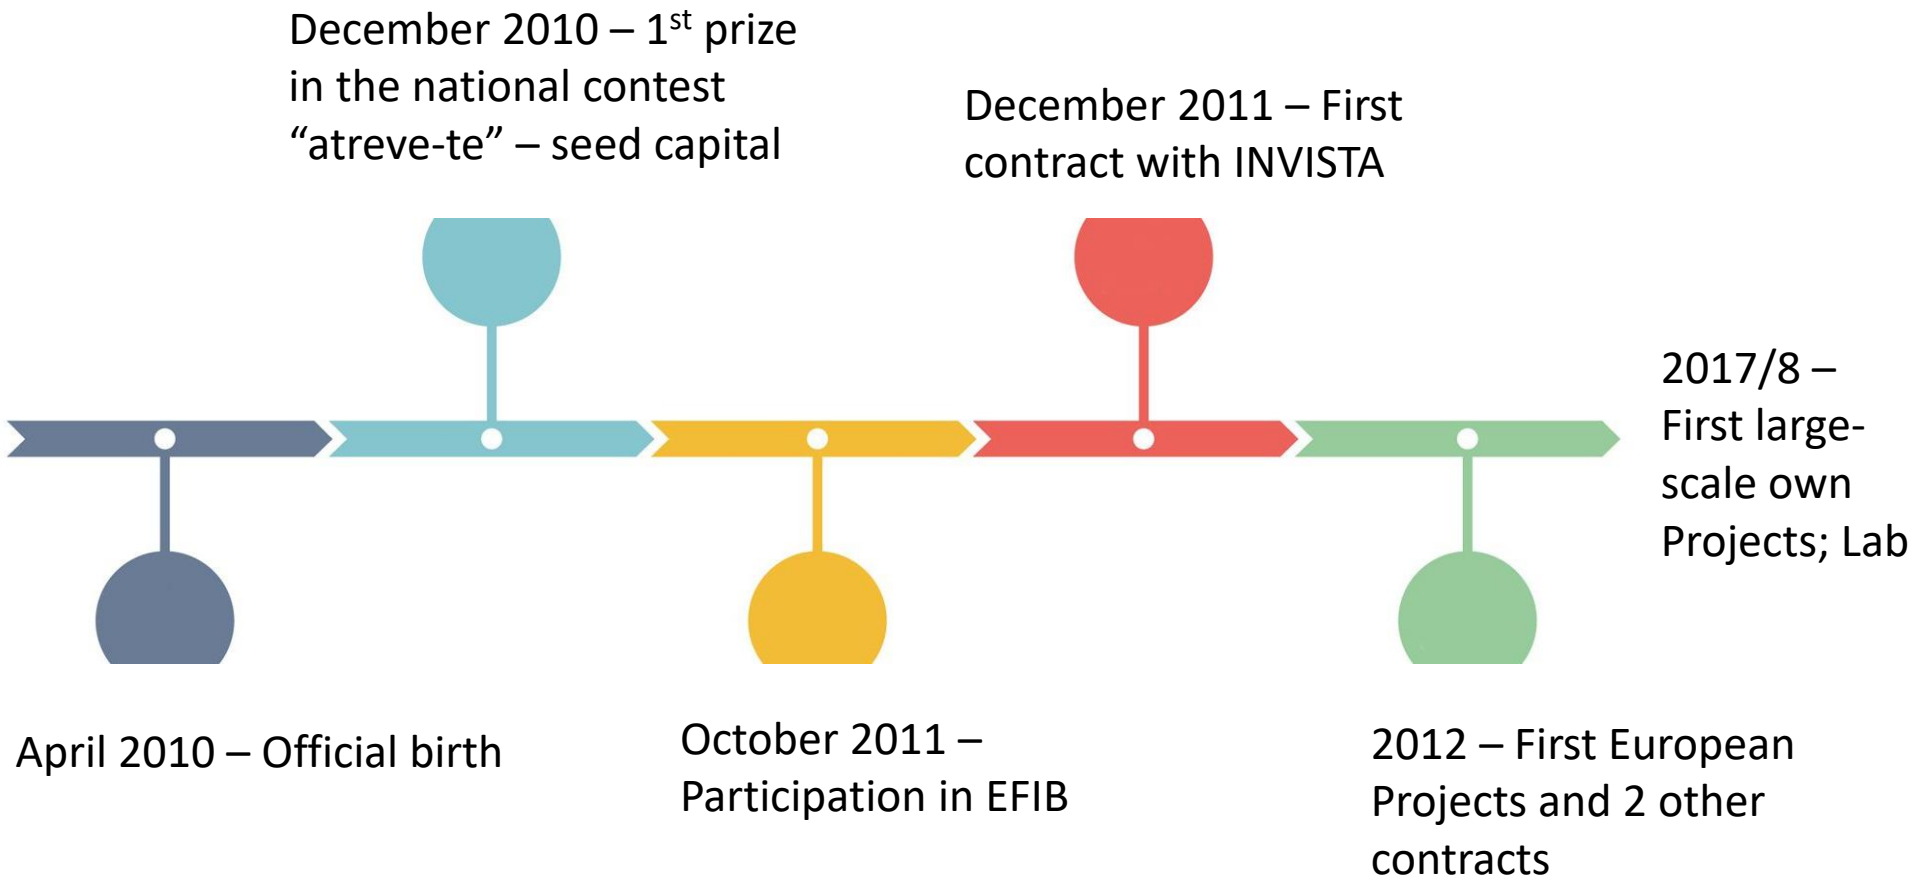 December 2010 – 1st prize
in the national contest
“atreve-te” – seed capital
December 2011 – First
contract with INVISTA
2017/8 –
First large-
scale own
Projects; Lab
April 2010 – Official birth
October 2011 –
Participation in EFIB
2012 – First European
Projects and 2 other
contracts